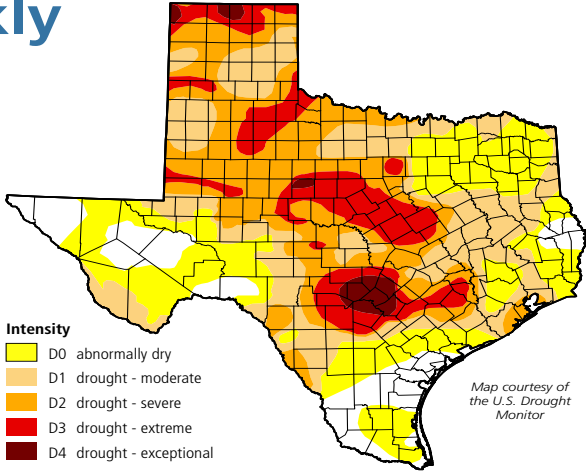 kly
Intensity
D0 abnormally dry
D1 drought - moderate
D2 drought - severe
D3 drought - extreme
D4 drought - exceptional
Map courtesy of
the U.S. Drought
Monitor